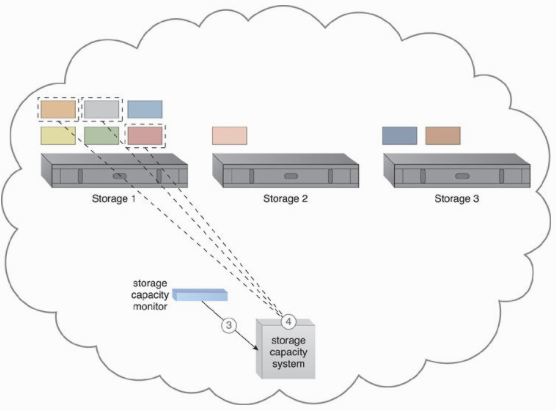 Storage 1
Storage 2
Storage 3
storage
capacity
monitor
3
4
storage
capacity
system